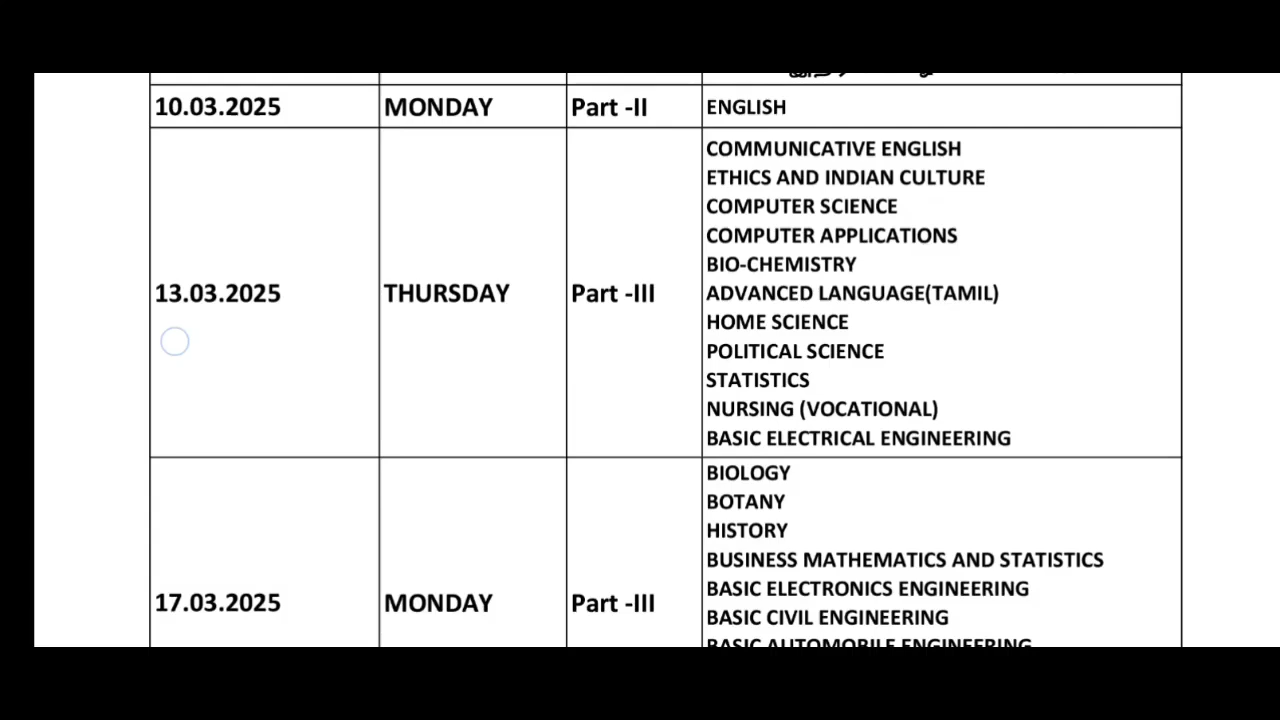 10.03.2025 MONDAY Part -II ENGLISH
13.03.2025 THURSDAY Part -III
COMMUNICATIVE ENGLISH
ETHICS AND INDIAN CULTURE
COMPUTER SCIENCE
COMPUTER APPLICATIONS
BIO-CHEMISTRY
ADVANCED LANGUAGE(TAMIL)
HOME SCIENCE
POLITICAL SCIENCE
STATISTICS
NURSING (VOCATIONAL)
BASIC ELECTRICAL ENGINEERING
17.03.2025 MONDAY Part -III
BIOLOGY
BOTANY
HISTORY
BUSINESS MATHEMATICS AND STATISTICS
BASIC ELECTRONICS ENGINEERING
BASIC CIVIL ENGINEERING
BASIC AUTOMOBILE ENGINEERING